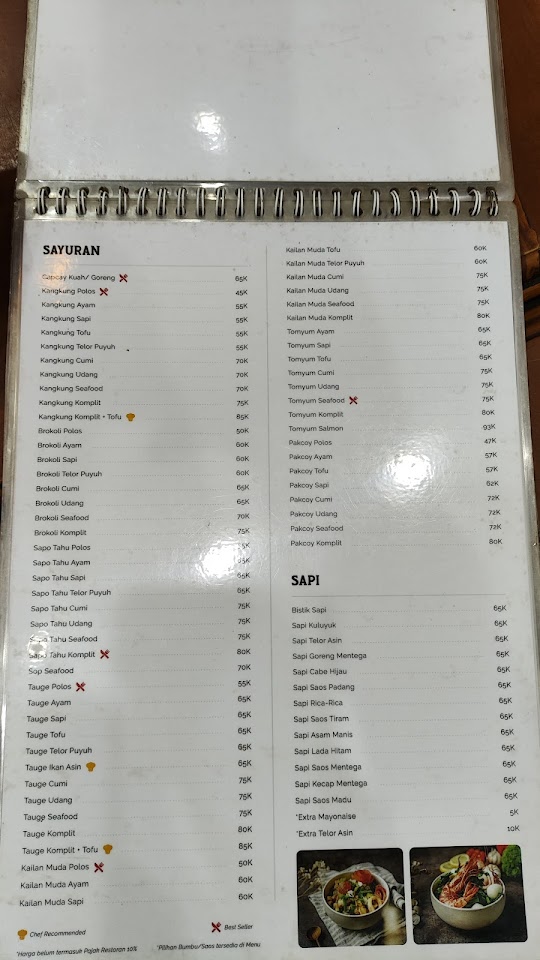 SAYURAN
Sapcay Kuah/ Goreng 65K
Kangkung Polos 45K
Kangkung Ayam 55K
Kangkung Sapi 55K
Kangkung Tofu 55K
Kangkung Telor Puyuh 55K
Kangkung Cumi 70K
Kangkung Udang 70K
Kangkung Seafood 70K
Kangkung Komplit 75K
Kangkung Komplit + Tofu 85K
Brokoli Polos 50K
Brokoli Ayam 60K
Brokoli Sapi 60K
Brokoli Telor Puyuh 60K
Brokoli Cumi 65K
Brokoli Udang 65K
Brokoli Seafood 70K
Brokoli Komplit 75K
Sapo Tahu Polos
Sapo Tahu Ayam 65K
Sapo Tahu Sapi 65K
Sapo Tahu Telor Puyuh 65K
Sapo Tahu Cumi 75K
Sapo Tahu Udang 75K
Sapo Tahu Seafood 75K
Sapo Tahu Komplit 80K
Sop Seafood 70K
Tauge Polos 55K
Tauge Ayam 65K
Tauge Sapi 65K
Tauge Tofu 65K
Tauge Telor Puyuh 65K
Tauge Ikan Asin 65K
Tauge Cumi 75K
Tauge Udang 75K
Tauge Seafood 75K
Tauge Komplit 80K
Tauge Komplit + Tofu 85K
Kailan Muda Polos 50K
Kailan Muda Ayam 60K
Kailan Muda Sapi 60K
Kailan Muda Tofu 60K
Kailan Muda Telor Puyuh 60K
Kailan Muda Cumi 75K
Kailan Muda Udang 75K
Kailan Muda Seafood 75K
Kailan Muda Komplit 80K
Tomyum Ayam 65K
Tomyum Sapi 65K
Tomyum Tofu 65K
Tomyum Cumi 75K
Tomyum Udang 75K
Tomyum Seafood 75K
Tomyum Komplit 80K
Tomyum Salmon 93K
Pakcoy Polos 47K
Pakcoy Ayam 57K
Pakcoy Tofu 57K
Pakcoy Sapi 62K
Pakcoy Cumi 72K
Pakcoy Udang 72K
Pakcoy Seafood 72K
Pakcoy Komplit 80K
SAPI
Bistik Sapi 65K
Sapi Kuluyuk 65K
Sapi Telor Asin 65K
Sapi Goreng Mentega 65K
Sapi Cabe Hijau 65K
Sapi Saos Padang 65K
Sapi Rica-Rica 65K
Sapi Saos Tiram 65K
Sapi Asam Manis 65K
Sapi Lada Hitam 65K
Sapi Saos Mentega 65K
Sapi Kecap Mentega 65K
Sapi Saos Madu 65K
*Extra Mayonaise 5K
*Extra Telor Asin 10K
Chef Recommended
Best Seller
*Harga belum termasuh Pajak Restoran 10%
*Pilihan Bumbu/Saos tersedia di Menu